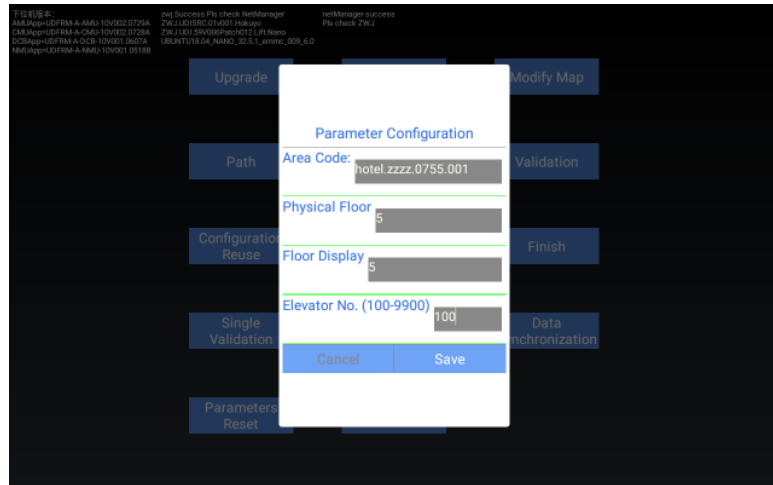 下位机版本:
AMUApp=UDFRM-A-AMU-10V002.0729A
CMUApp=UDFRM-A-CMU-10V002.0728A
DCBApp=UDFRM-A-DCB-10V001.0607A
NMUApp=UDFRM-A-NMU-10V001.0518B
zwj Success:Pls check NetManager
ZWJ.UDISRC.01v001.Hokuyo
ZWJ.UDI.59V006Patch012.Lift.Nano
UBUNTU18.04_NANO_32.5.1_emmc_009_6.0
netManager success
Pls check ZWJ
Upgrade
Modify Map
Parameter Configuration
Path
Area Code:
hotel.zzzz.0755.001
Validation
Physical Floor
5
Configuration
Reuse
Floor Display
5
Finish
Elevator No. (100-9900)
100
Single
Validation
Data
nchronization
Cancel
Save
Parameters
Reset